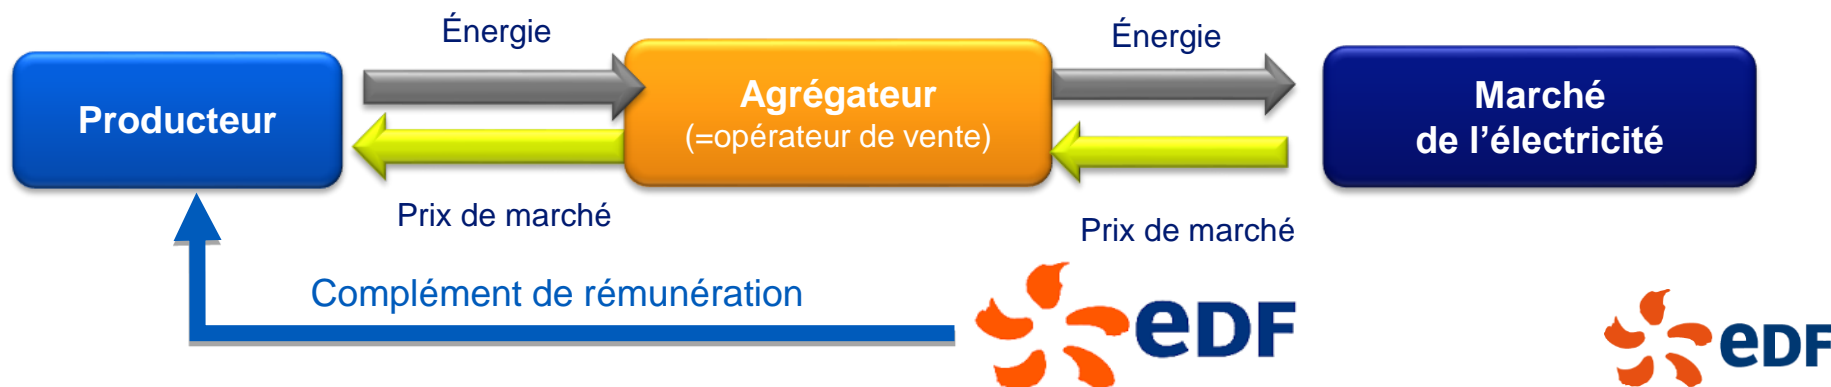 Énergie
Énergie
Producteur
Agrégateur
(=opérateur de vente)
Marché
de l’électricité
Prix de marché
Prix de marché
Complément de rémunération
eDF
eDF